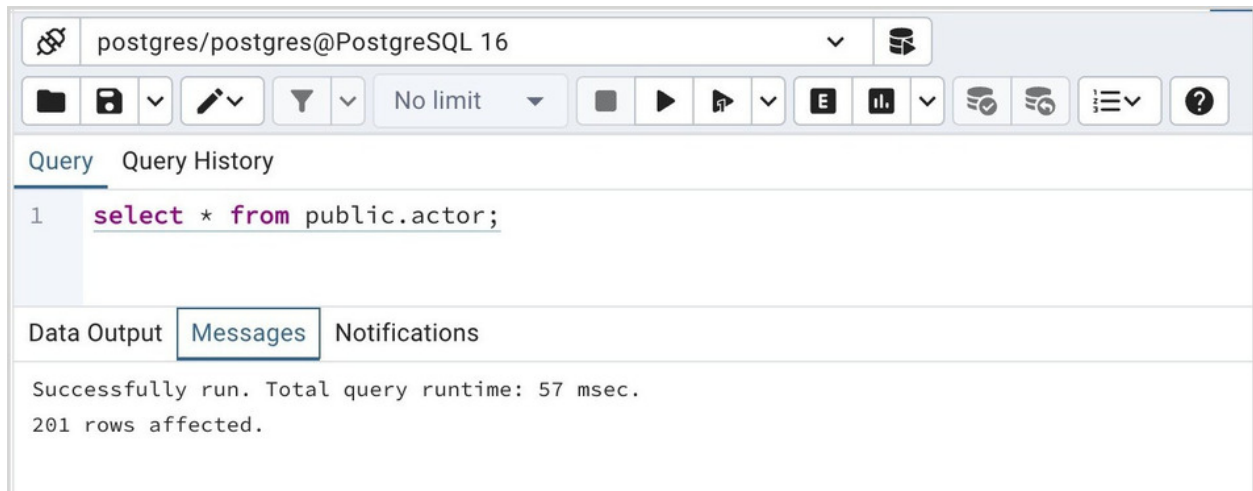 postgres/postgres@PostgreSQL 16
No limit
E
Query Query History
1 select * from public.actor;
Data Output Messages Notifications
Successfully run. Total query runtime: 57 msec.
201 rows affected.